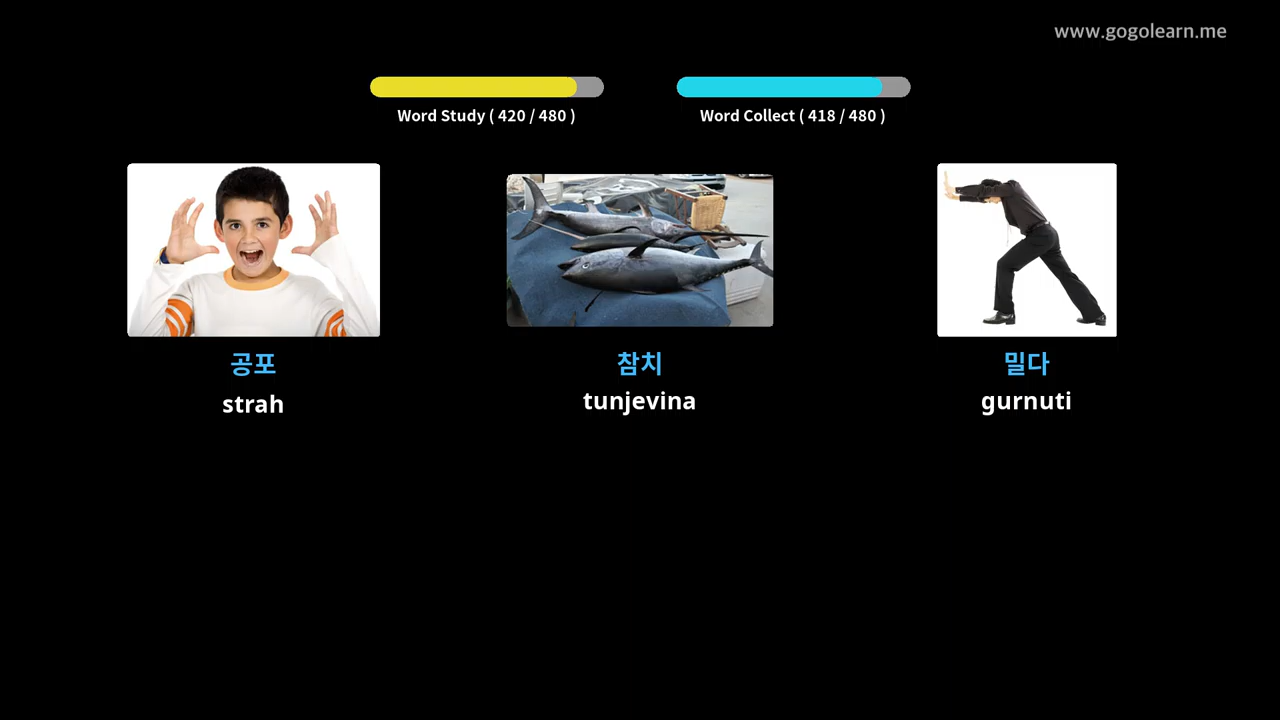 www.gogolearn.me
Word Study ( 420 / 480 )
Word Collect ( 418 / 480 )
공포
strah
참치
tunjevina
밀다
gurnuti